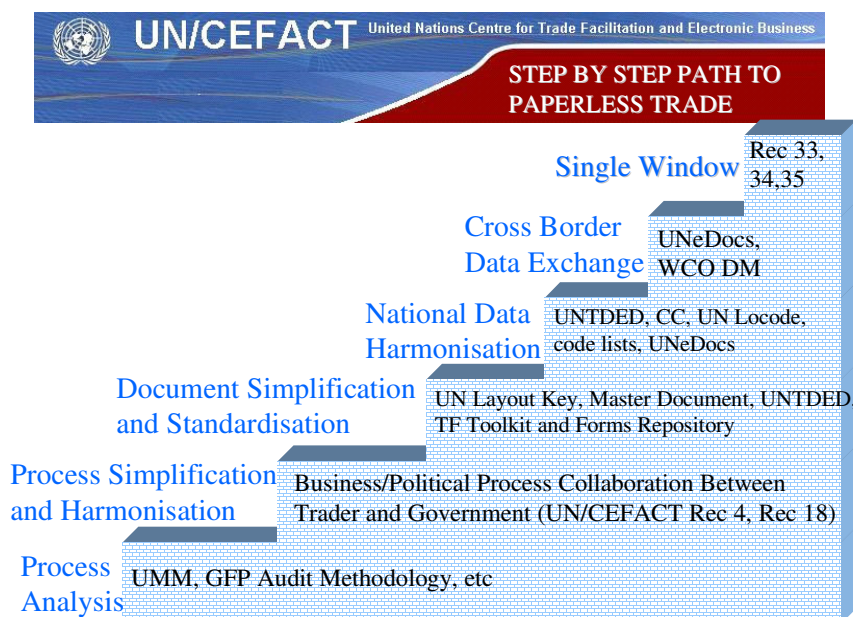 UN/CEFACT United Nations Centre for Trade Facilitation and Electronic Business
STEP BY STEP PATH TO
PAPERLESS TRADE
Single Window
Rec 33,
34,35
Cross Border
Data Exchange
UNeDocs,
WCO DM
National Data
Harmonisation
UNTDED, CC, UN Locode,
code lists, UNeDocs
Document Simplification
and Standardisation
UN Layout Key, Master Document, UNTDED,
TF Toolkit and Forms Repository
Process Simplification
and Harmonisation
Business/Political Process Collaboration Between
Trader and Government (UN/CEFACT Rec 4, Rec 18)
Process
Analysis
UMM, GFP Audit Methodology, etc